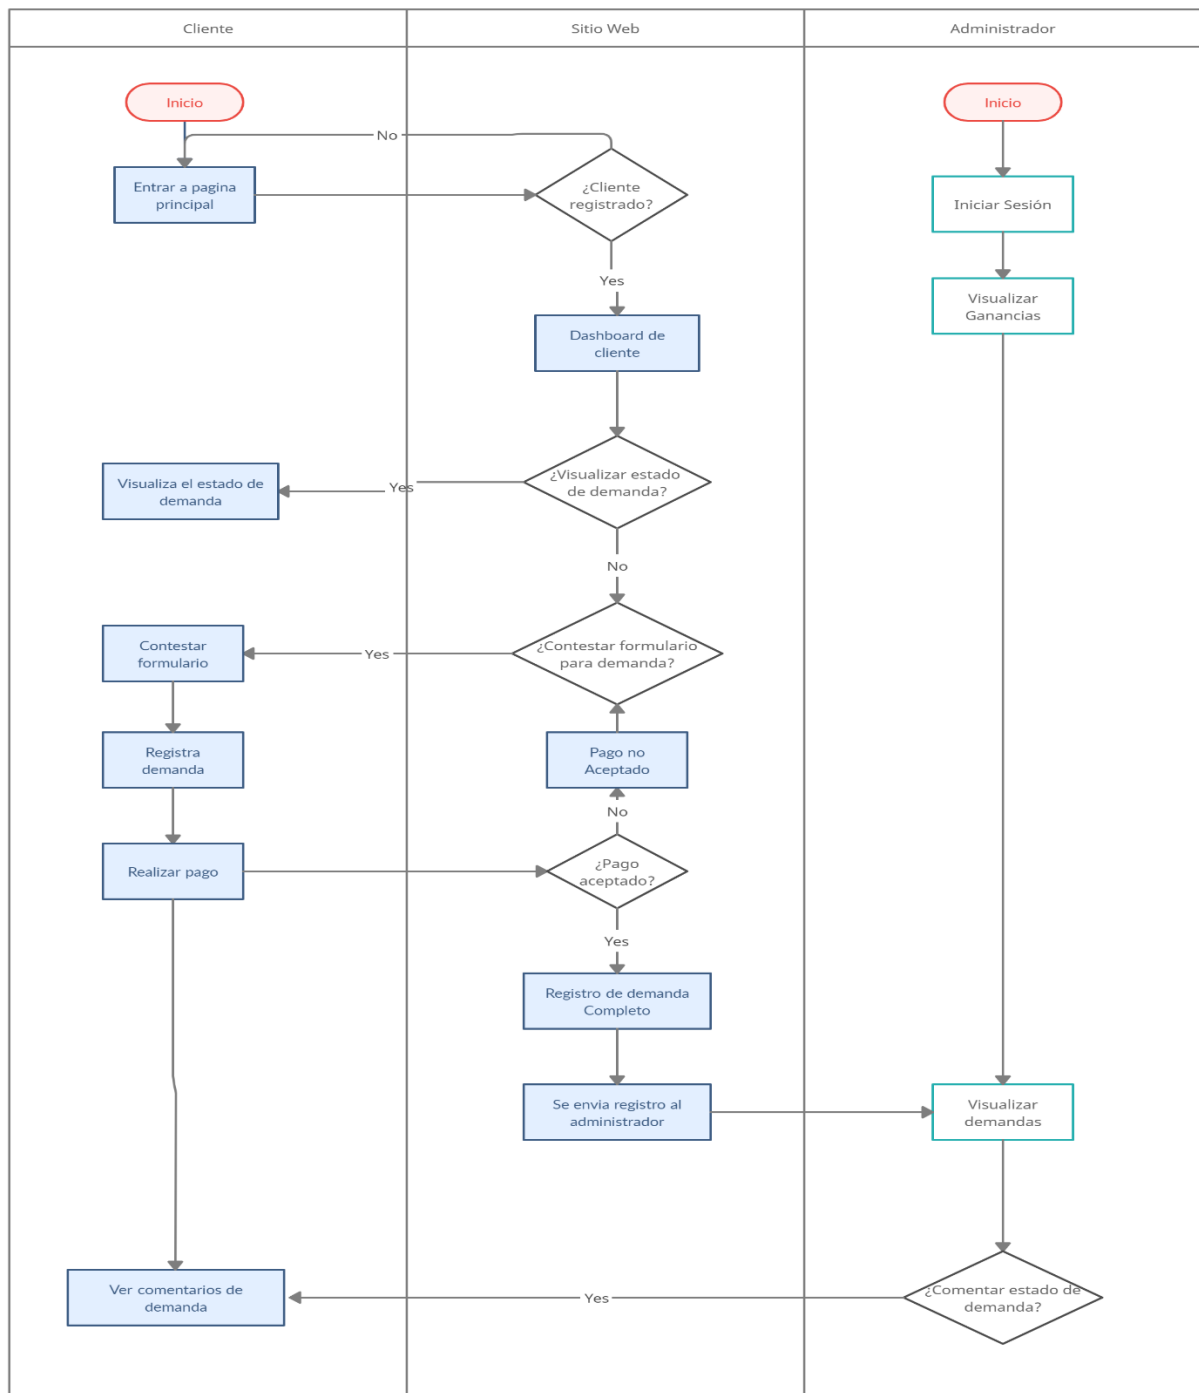 Cliente
Sitio Web
Administrador
Inicio
Inicio
No
Entrar a pagina
principal
¿Cliente
registrado?
Iniciar Sesión
Yes
Visualizar
Ganancias
Dashboard de
cliente
¿Visualizar estado
de demanda?
Yes
Visualiza el estado de
demanda
No
¿Contestar formulario
para demanda?
Yes
Contestar
formulario
Registra
demanda
Pago no
Aceptado
No
Realizar pago
¿Pago
aceptado?
Yes
Registro de demanda
Completo
Se envia registro al
administrador
Visualizar
demandas
Ver comentarios de
demanda
Yes
¿Comentar estado de
demanda?